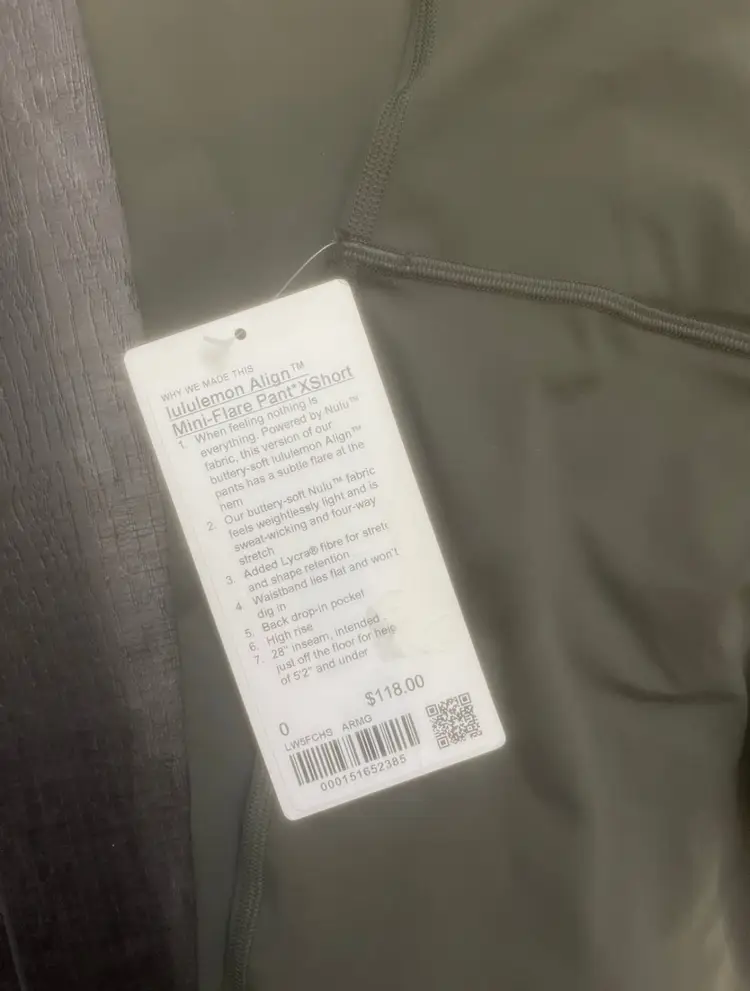 WHY WE MADE THIS
lululemon Align™
Mini-Flare Pant*XShort
1. When feeling nothing is
everything. Powered by Nulu™
fabric, this version of our
buttery-soft lululemon Align™
pants has a subtle flare at the
hem
2. Our buttery-soft Nulu™ fabric
feels weightlessly light and is
sweat-wicking and four-way
stretch
3. Added Lycra® fibre for stretch
and shape retention
4. Waistband lies flat and won't
dig in
5. Back drop-in pocket
6. High rise
7. 28" inseam, intended
just off the floor for
of 5'2" and under
$118.00
0
LW5FCHS ARMG
000151652385